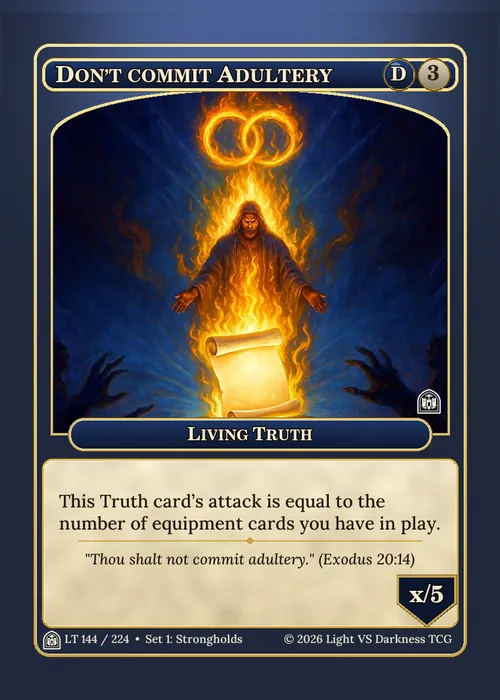 Don't commit Adultery D 3
Living Truth
This Truth card's attack is equal to the
number of equipment cards you have in play.
"Thou shalt not commit adultery." (Exodus 20:14)
x/5
LT 144 / 224 • Set 1: Strongholds © 2026 Light VS Darkness TCG